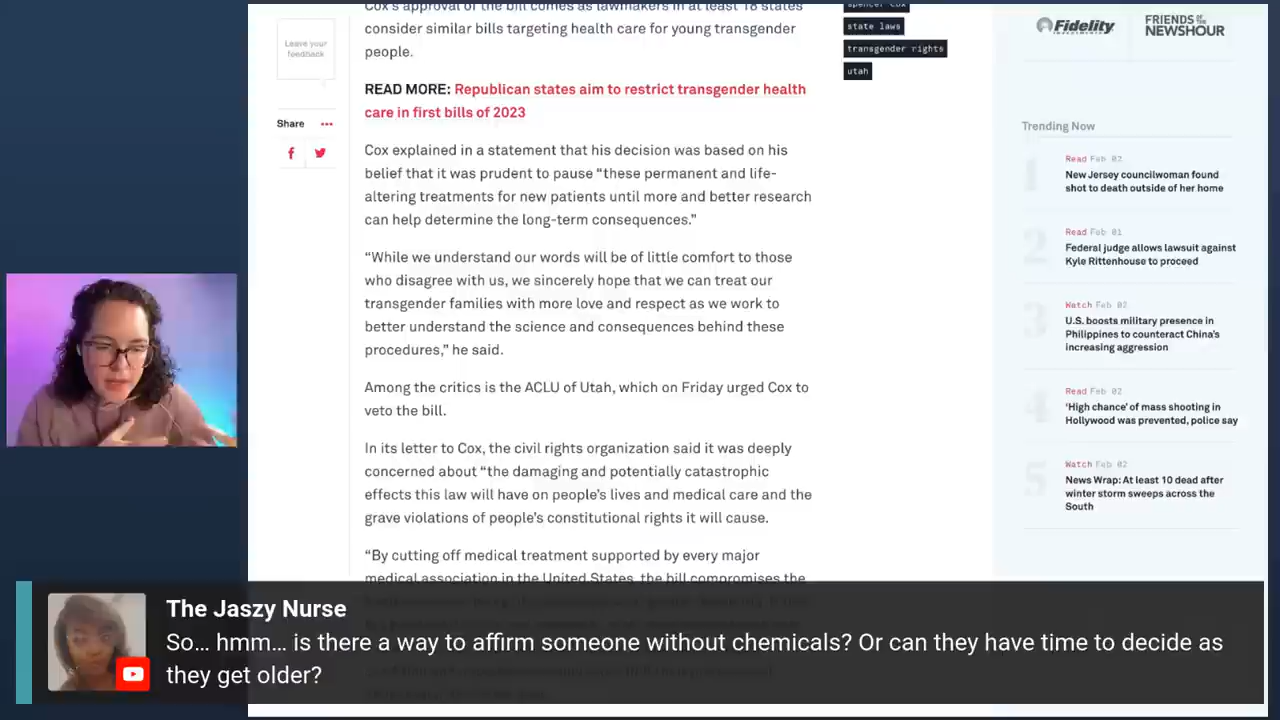 Cox's approval of the bill comes as lawmakers in at least 18 states
consider similar bills targeting health care for young transgender
people.
READ MORE: Republican states aim to restrict transgender health
care in first bills of 2023
Cox explained in a statement that his decision was based on his
belief that it was prudent to pause “these permanent and life-
altering treatments for new patients until more and better research
can help determine the long-term consequences.”
“While we understand our words will be of little comfort to those
who disagree with us, we sincerely hope that we can treat our
transgender families with more love and respect as we work to
better understand the science and consequences behind these
procedures,” he said.
Among the critics is the ACLU of Utah, which on Friday urged Cox to
veto the bill.
In its letter to Cox, the civil rights organization said it was deeply
concerned about “the damaging and potentially catastrophic
effects this law will have on people's lives and medical care and the
grave violations of people's constitutional rights it will cause.
“By cutting off medical treatment supported by every major
medical association in the United States, the bill compromises the
Leave your
feedback
Share
spencer cox
state laws
transgender rights
utah
Fidelity
INVESTMENTS
FRIENDS OF THE
NEWSHOUR
Trending Now
1
Read Feb 02
New Jersey councilwoman found
shot to death outside of her home
2
Read Feb 01
Federal judge allows lawsuit against
Kyle Rittenhouse to proceed
3
Watch Feb 02
U.S. boosts military presence in
Philippines to counteract China's
increasing aggression
4
Read Feb 02
‘High chance’ of mass shooting in
Hollywood was prevented, police say
5
Watch Feb 02
News Wrap: At least 10 dead after
winter storm sweeps across the
South
The Jaszy Nurse
So... hmm... is there a way to affirm someone without chemicals? Or can they have time to decide as
they get older?